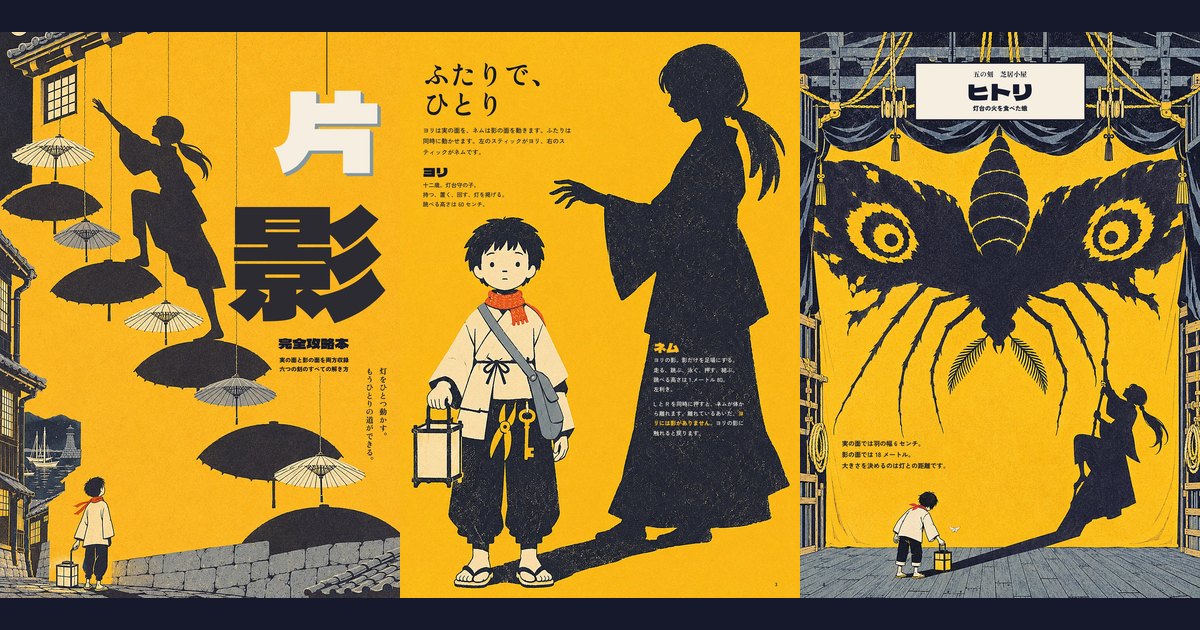 片影
完全攻略本
実の面と影の面を両方収録
六つの刻のすべての解き方
灯をひとつ動かす。
もうひとりの道ができる。
ふたりで、
ひとり
ヨリは実の面を、ネムは影の面を動きます。ふたりは
同時に動かせます。左のスティックがヨリ、右のス
ティックがネムです。
ヨリ
十二歳。灯台守の子。
持つ、置く、回す、灯を掲げる。
跳べる高さは 60 センチ。
ネム
ヨリの影。影だけを足場にする。
走る、跳ぶ、泳ぐ、押す、結ぶ。
跳べる高さは 1 メートル 80。
左利き。
L と R を同時に押すと、ネムが体か
ら離れます。離れているあいだ、ヨ
リには影がありません。ヨリの影に
触れると戻ります。
3
五の刻 芝居小屋
ヒトリ
灯台の火を食べた蛾
実の面では羽の幅 6 センチ。
影の面では 18 メートル。
大きさを決めるのは灯との距離です。